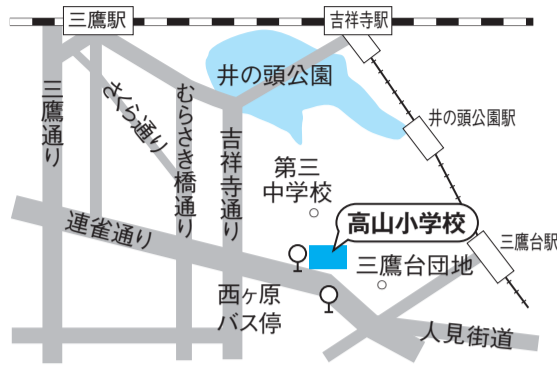 三鷹駅
吉祥寺駅
井の頭公園
井の頭公園駅
三鷹通り
さくら通り
むらさき橋通り
吉祥寺通り
第三
中学校
高山小学校
三鷹台駅
連雀通り
三鷹台団地
西ヶ原
バス停
人見街道